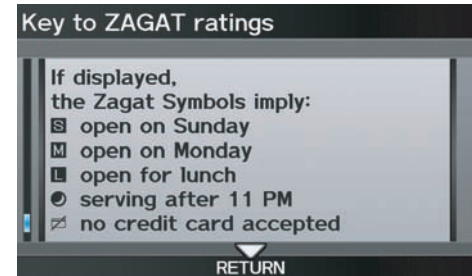 Key to ZAGAT ratings
If displayed,
the Zagat Symbols imply:
S open on Sunday
M open on Monday
L open for lunch
serving after 11 PM
no credit card accepted
RETURN